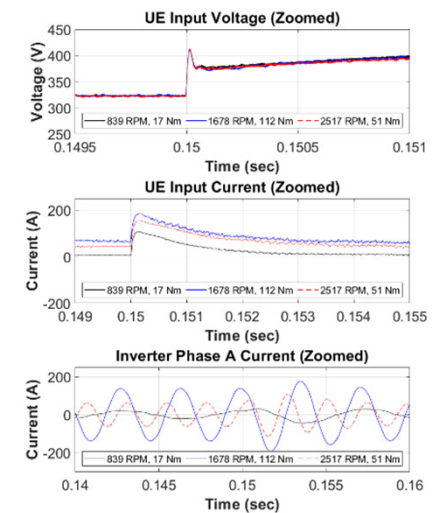 UE Input Voltage (Zoomed)
450
400
350
300
250
Voltage (V)
839 RPM, 17 Nm 1678 RPM, 112 Nm 2517 RPM, 51 Nm
0.1495 0.15 0.1505 0.151
Time (sec)
UE Input Current (Zoomed)
200
0
-200
Current (A)
839 RPM, 17 Nm 1678 RPM, 112 Nm 2517 RPM, 51 Nm
0.149 0.15 0.151 0.152 0.153 0.154 0.155
Time (sec)
Inverter Phase A Current (Zoomed)
200
0
-200
Current (A)
839 RPM, 17 Nm 1678 RPM, 112 Nm 2517 RPM, 51 Nm
0.14 0.145 0.15 0.155 0.16
Time (sec)